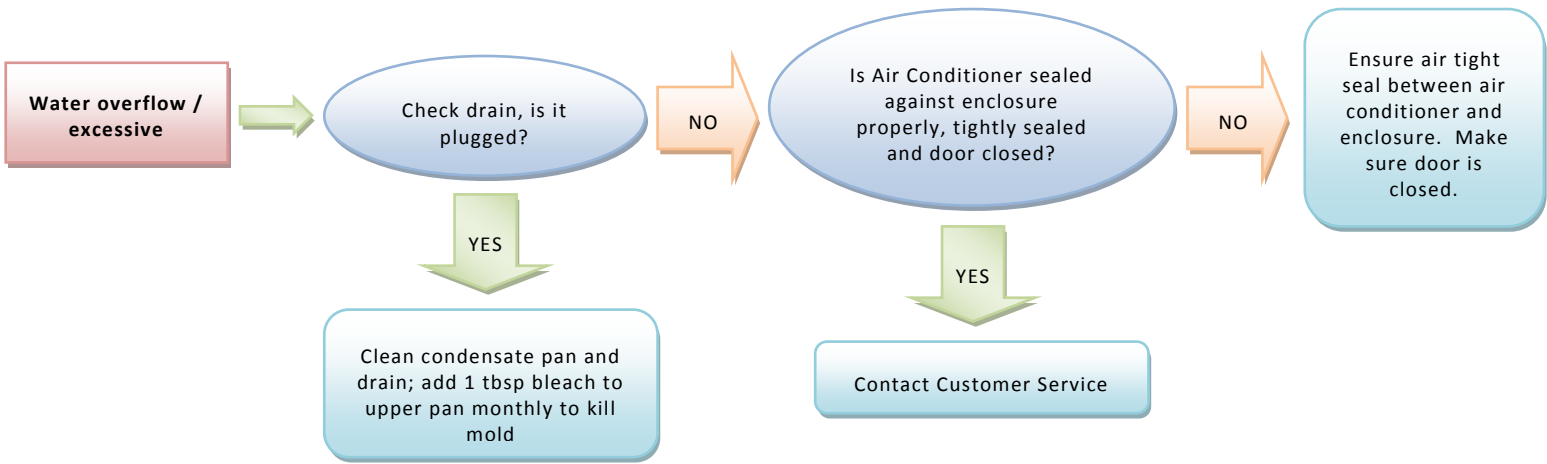 Water overflow /
excessive
Check drain, is it
plugged?
NO
Is Air Conditioner sealed
against enclosure
properly, tightly sealed
and door closed?
NO
Ensure air tight
seal between air
conditioner and
enclosure.  Make
sure door is
closed.
YES
Clean condensate pan and
drain; add 1 tbsp bleach to
upper pan monthly to kill
mold
YES
Contact Customer Service